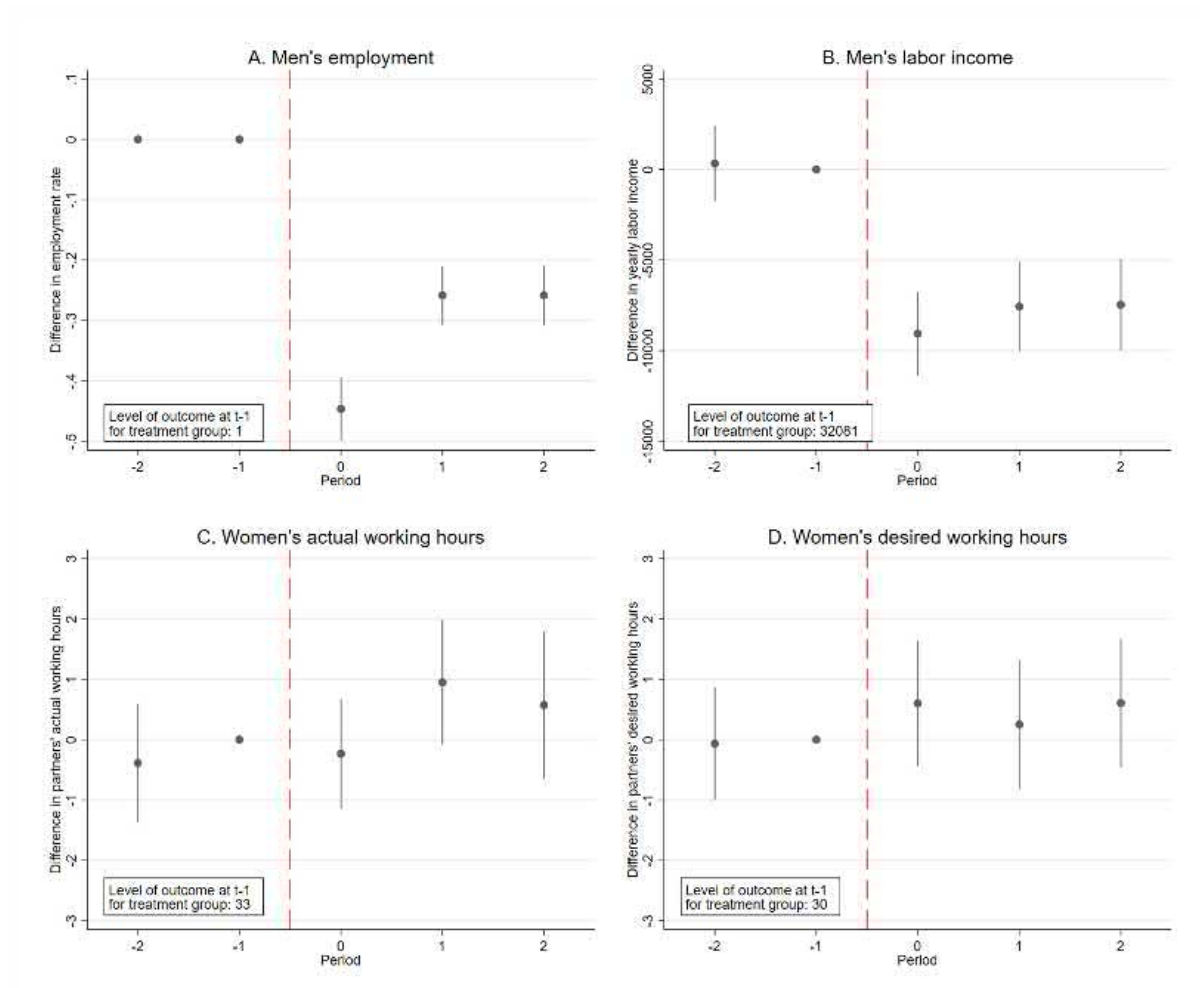 A. Men's employment
Difference in employment rate
.1
0
-.1
-.2
-.3
-.4
-.5
Level of outcome at t-1
for treatment group: 1
-2
-1
0
1
2
Period
B. Men's labor income
Difference in yearly labor income
5000
0
-5000
-10000
-15000
Level of outcome at t-1
for treatment group: 32081
-2
-1
0
1
2
Period
C. Women's actual working hours
Difference in partners' actual working hours
3
2
1
0
-1
-2
-3
Level of outcome at t-1
for treatment group: 33
-2
-1
0
1
2
Period
D. Women's desired working hours
Difference in partners' desired working hours
3
2
1
0
-1
-2
-3
Level of outcome at t-1
for treatment group: 30
-2
-1
0
1
2
Period